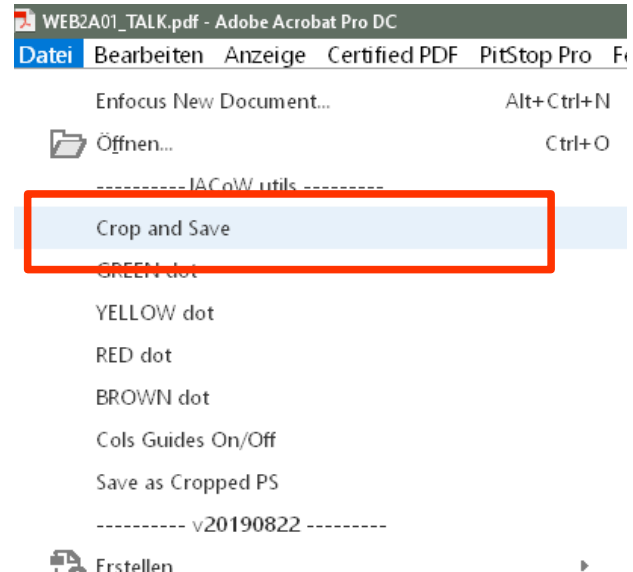 WEB2A01_TALK.pdf - Adobe Acrobat Pro DC
Datei Bearbeiten Anzeige Certified PDF PitStop Pro
Enfocus New Document... Alt+Ctrl+N
Öffnen... Ctrl+O
---------- JACoW utils ---------
Crop and Save
GREEN dot
YELLOW dot
RED dot
BROWN dot
Cols Guides On/Off
Save as Cropped PS
---------- v20190822 ---------
Erstellen